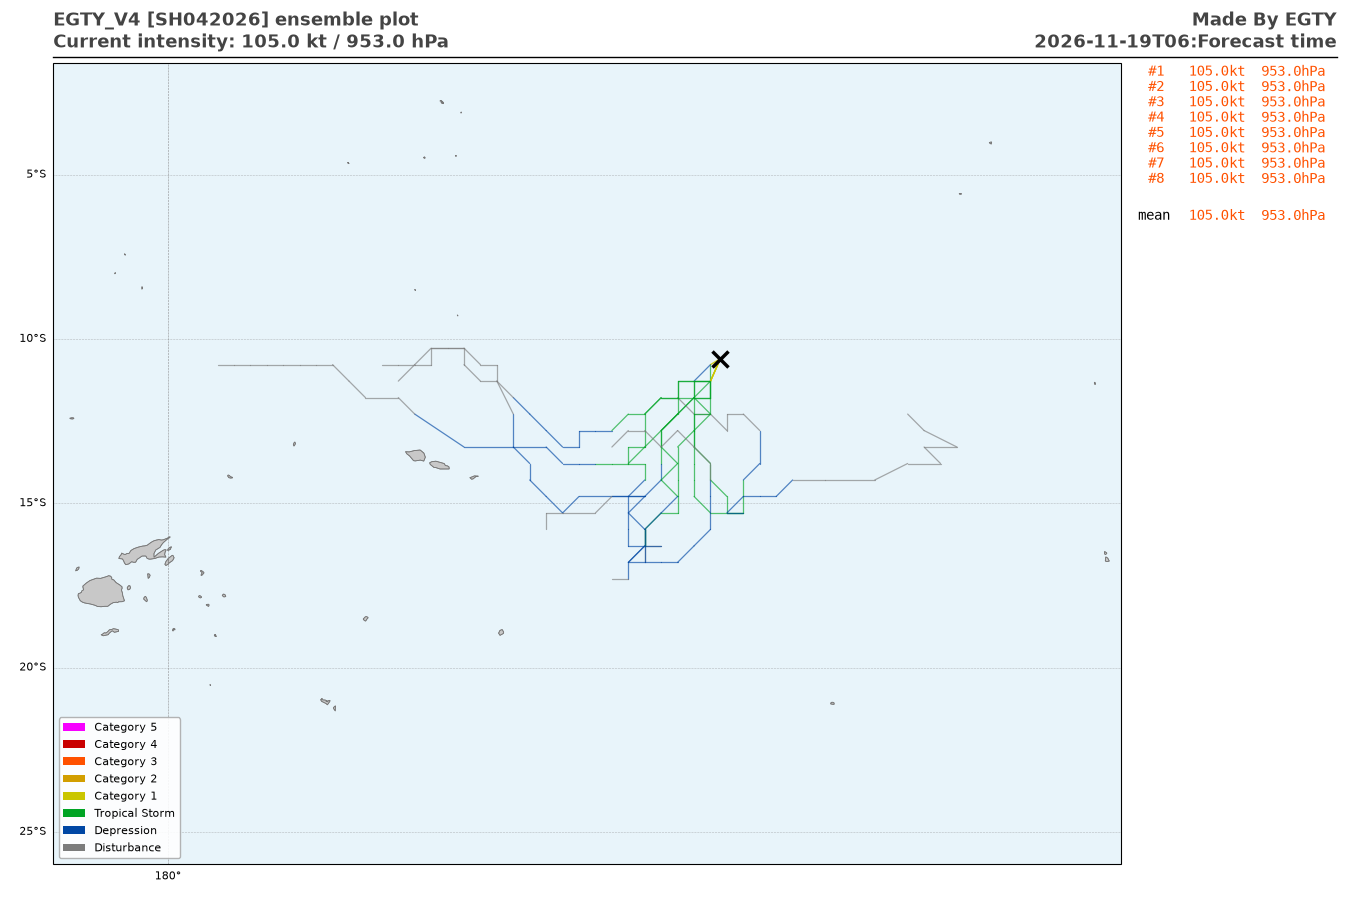 EGTY_V4 [SH042026] ensemble plot
Current intensity: 105.0 kt / 953.0 hPa
Made By EGTY
2026-11-19T06:Forecast time
#1 105.0kt 953.0hPa
#2 105.0kt 953.0hPa
#3 105.0kt 953.0hPa
#4 105.0kt 953.0hPa
#5 105.0kt 953.0hPa
#6 105.0kt 953.0hPa
#7 105.0kt 953.0hPa
#8 105.0kt 953.0hPa
mean 105.0kt 953.0hPa
5°S
10°S
15°S
20°S
25°S
180°
Category 5
Category 4
Category 3
Category 2
Category 1
Tropical Storm
Depression
Disturbance